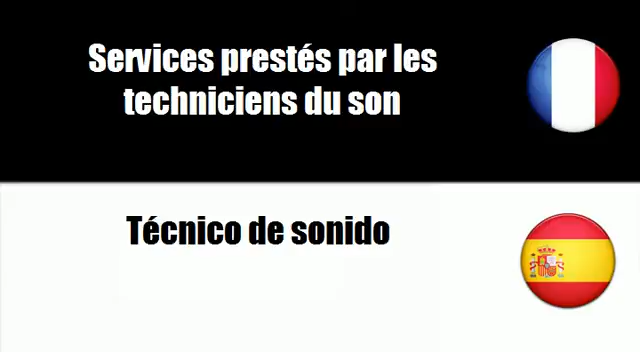 Services prestés par les
techniciens du son
Técnico de sonido